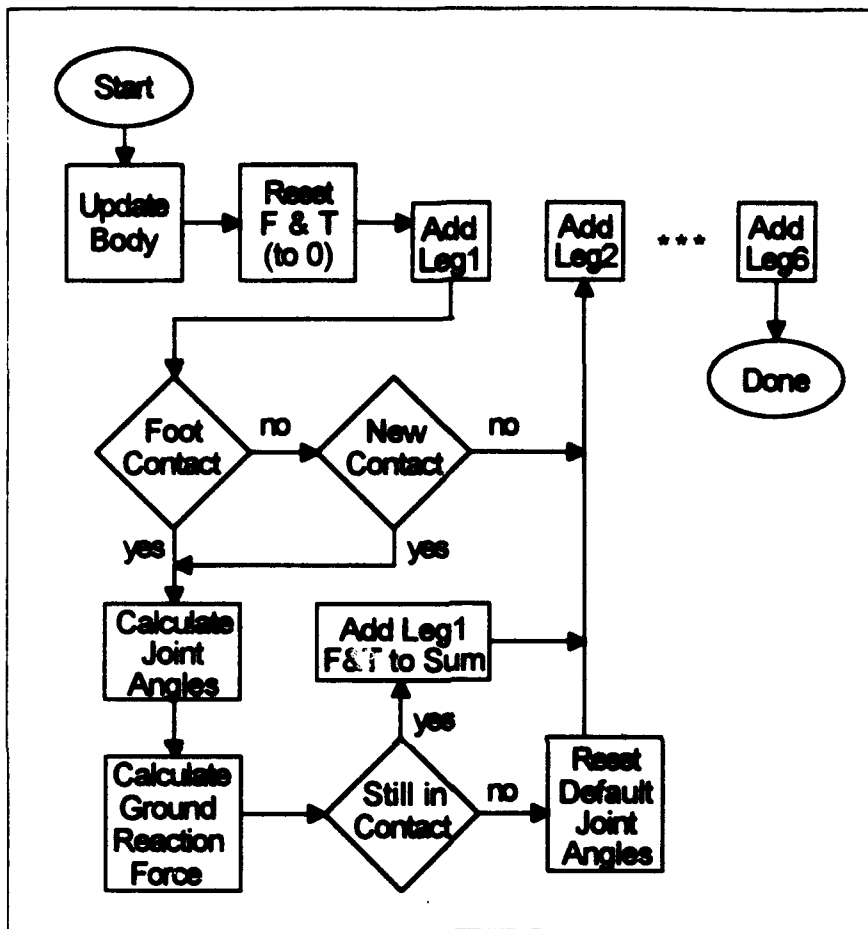 Start
Update
Body
Reset
F & T
(to 0)
Add
Leg1
Add
Leg2
***
Add
Leg6
Done
Foot
Contact
no
New
Contact
no
yes
yes
Calculate
Joint
Angles
Add Leg1
F&T to Sum
yes
Calculate
Ground
Reaction
Force
Still in
Contact
no
Reset
Default
Joint
Angles